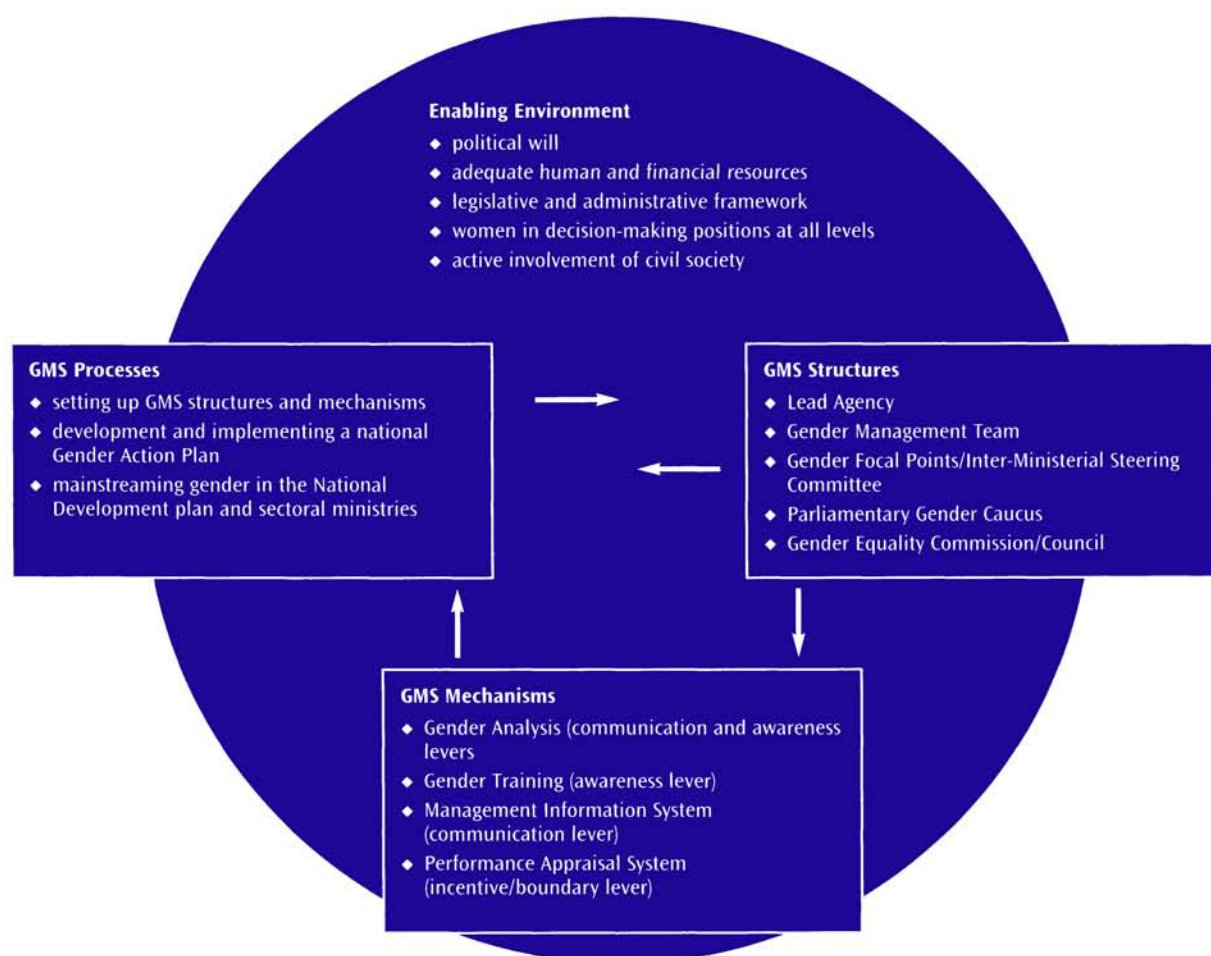 Enabling Environment
◆ political will
◆ adequate human and financial resources
◆ legislative and administrative framework
◆ women in decision-making positions at all levels
◆ active involvement of civil society
GMS Processes
◆ setting up GMS structures and mechanisms
◆ development and implementing a national
Gender Action Plan
◆ mainstreaming gender in the National
Development plan and sectoral ministries
GMS Structures
◆ Lead Agency
◆ Gender Management Team
◆ Gender Focal Points/Inter-Ministerial Steering
Committee
◆ Parliamentary Gender Caucus
◆ Gender Equality Commission/Council
GMS Mechanisms
◆ Gender Analysis (communication and awareness
levers
◆ Gender Training (awareness lever)
◆ Management Information System
(communication lever)
◆ Performance Appraisal System
(incentive/boundary lever)